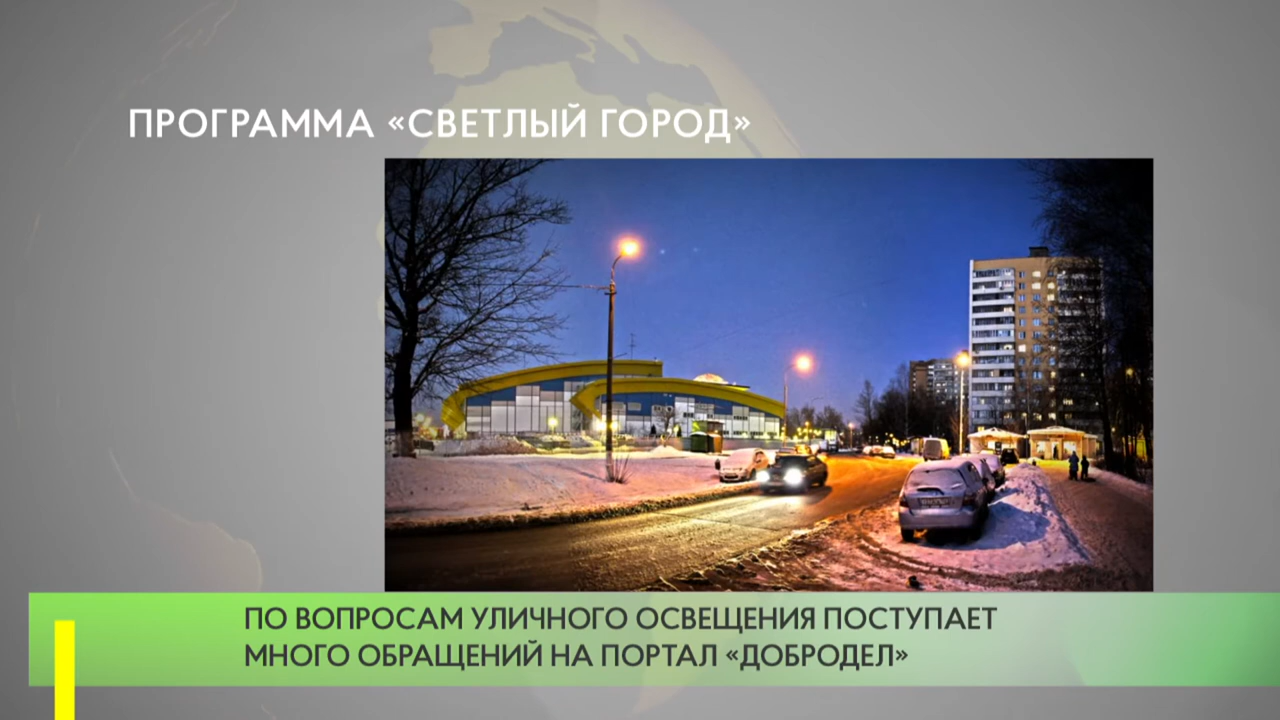 ПРОГРАММА «СВЕТЛЫЙ ГОРОД»
ПО ВОПРОСАМ УЛИЧНОГО ОСВЕЩЕНИЯ ПОСТУПАЕТ
МНОГО ОБРАЩЕНИЙ НА ПОРТАЛ «ДОБРОДЕЛ»